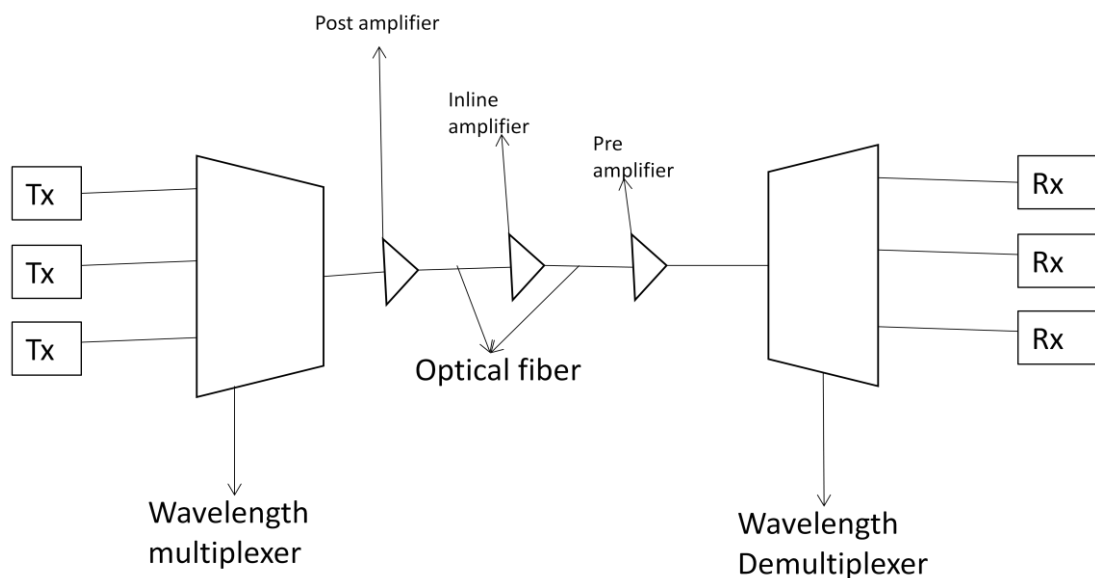 Post amplifier
Inline
amplifier
Pre
amplifier
Tx
Rx
Tx
Rx
Tx
Rx
Optical fiber
Wavelength
multiplexer
Wavelength
Demultiplexer